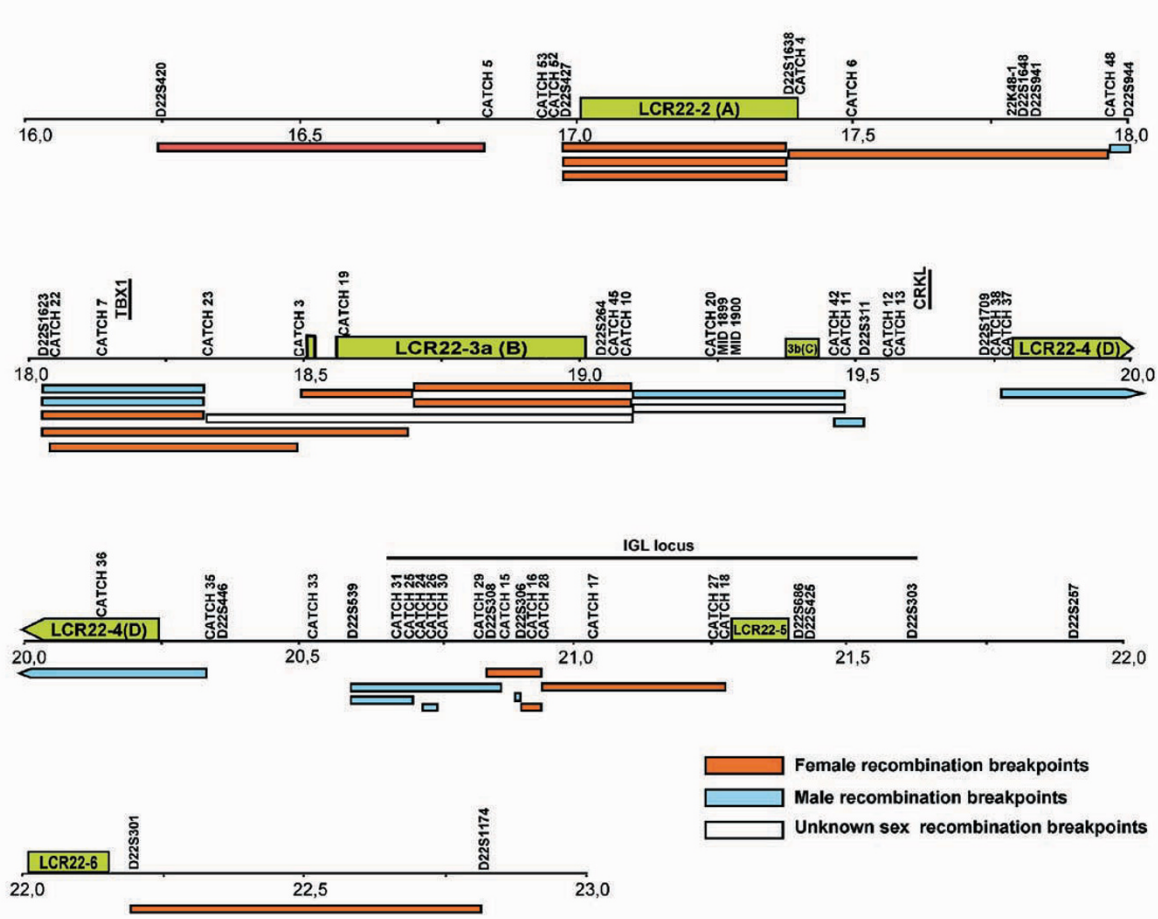 D22S420
CATCH 5
CATCH 53
CATCH 52
D22S427
D22S1638
CATCH 4
CATCH 6
22K48-1
D22S1648
D22S941
CATCH 48
D22S944
LCR22-2 (A)
16,0
16,5
17,0
17,5
18,0
D22S1623
CATCH 22
CATCH 7
TBX1
CATCH 23
CATCH 3
CATCH 19
D22S264
CATCH 45
CATCH 10
CATCH 20
MID 1899
MID 1900
CATCH 42
CATCH 11
D22S311
CATCH 12
CATCH 13
CRKL
D22S1709
CATCH 38
CATCH 37
LCR22-3a (B)
3b(C)
LCR22-4 (D)
18,0
18,5
19,0
19,5
20,0
IGL locus
CATCH 36
CATCH 35
D22S446
CATCH 33
D22S539
CATCH 31
CATCH 25
CATCH 24
CATCH 26
CATCH 30
CATCH 29
D22S308
CATCH 15
D22S306
CATCH 16
CATCH 28
CATCH 17
CATCH 27
CATCH 18
D22S686
D22S425
D22S303
D22S257
LCR22-4(D)
LCR22-5
20,0
20,5
21,0
21,5
22,0
Female recombination breakpoints
Male recombination breakpoints
Unknown sex recombination breakpoints
D22S301
D22S1174
LCR22-6
22,0
22,5
23,0